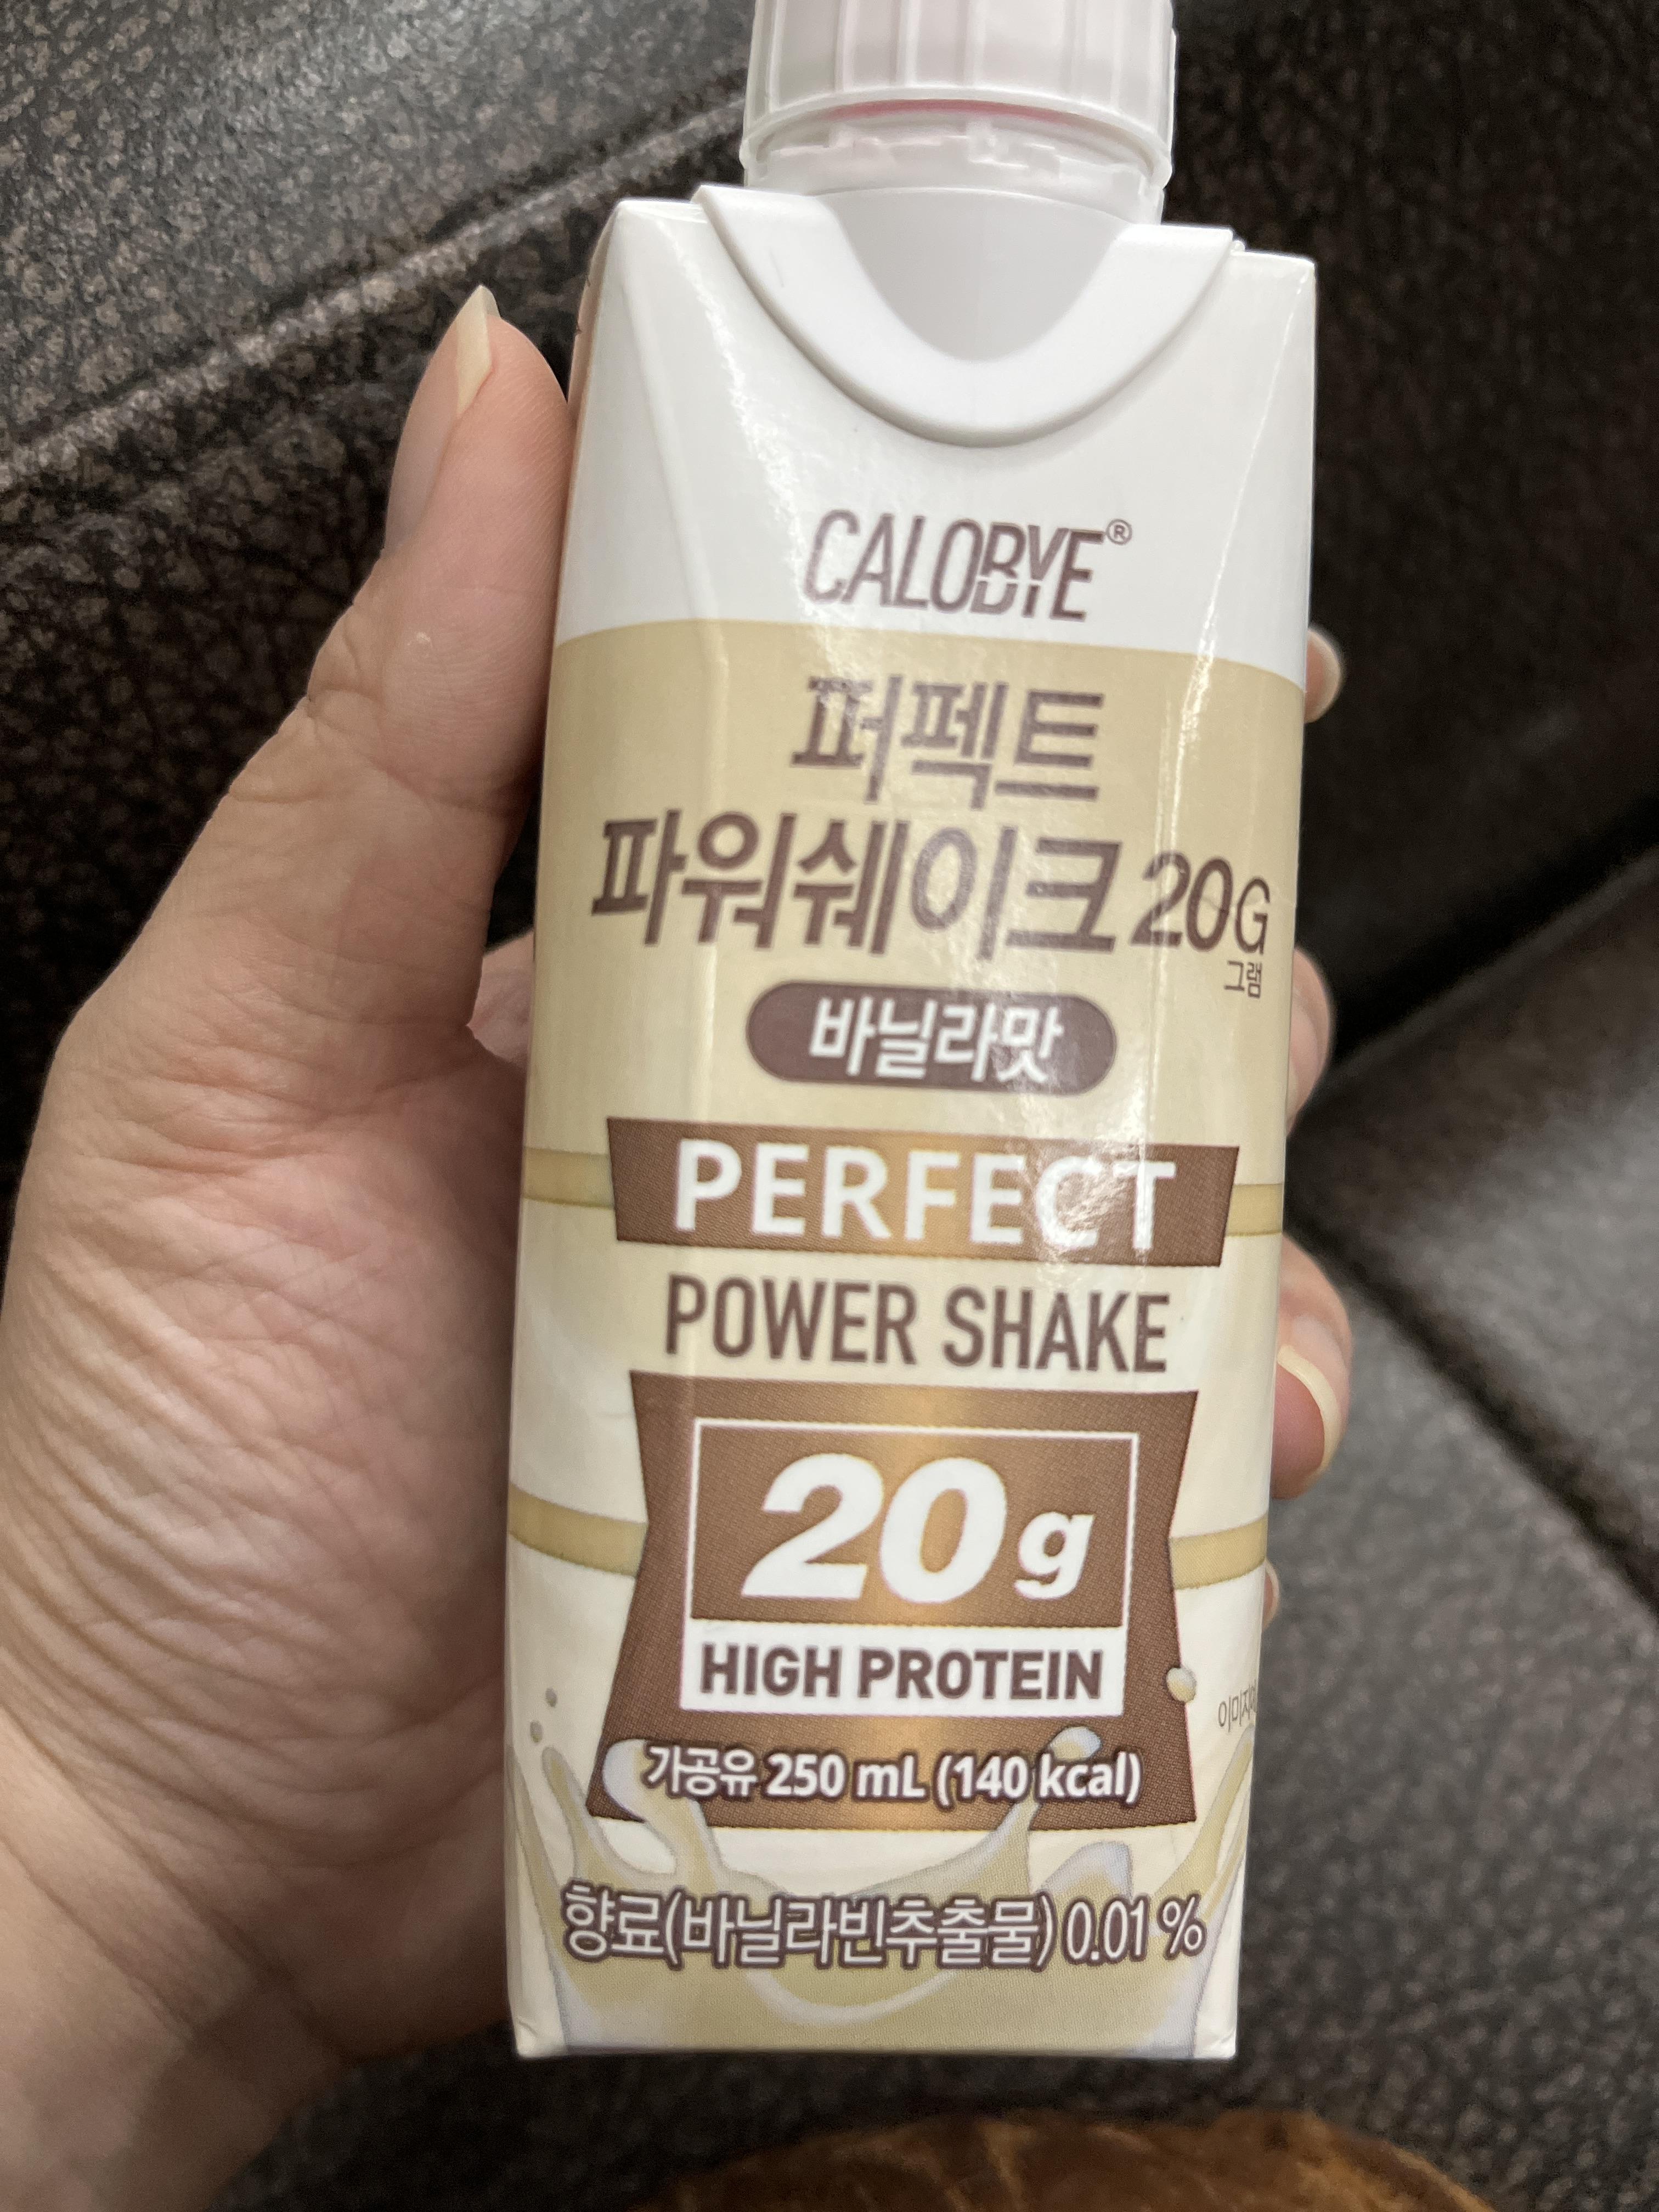 CALOBYE®
퍼펙트
파워쉐이크 20G
그램
바닐라맛
PERFECT
POWER SHAKE
20g
HIGH PROTEIN
가공유 250 mL (140 kcal)
향료(바닐라빈추출물) 0.01 %